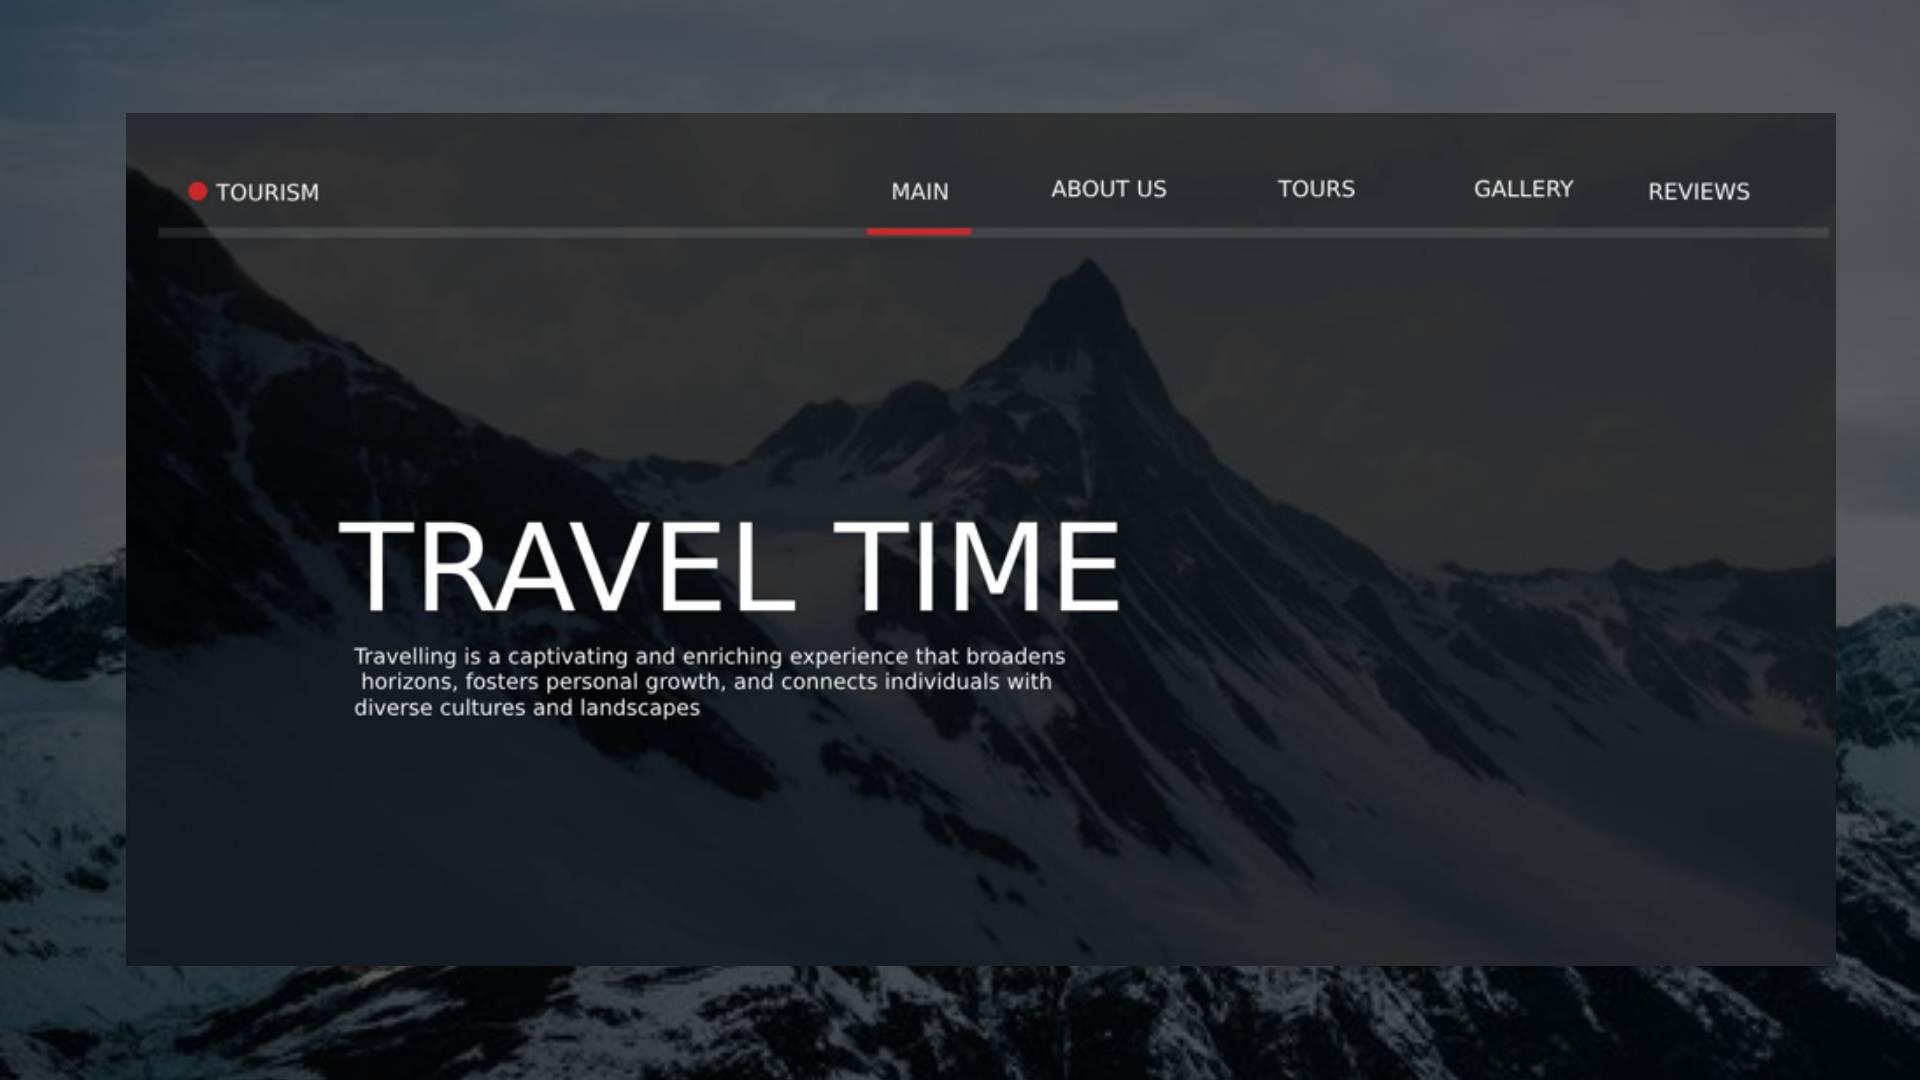 TOURISM
MAIN
ABOUT US
TOURS
GALLERY
REVIEWS
TRAVEL TIME
Travelling is a captivating and enriching experience that broadens
horizons, fosters personal growth, and connects individuals with
diverse cultures and landscapes